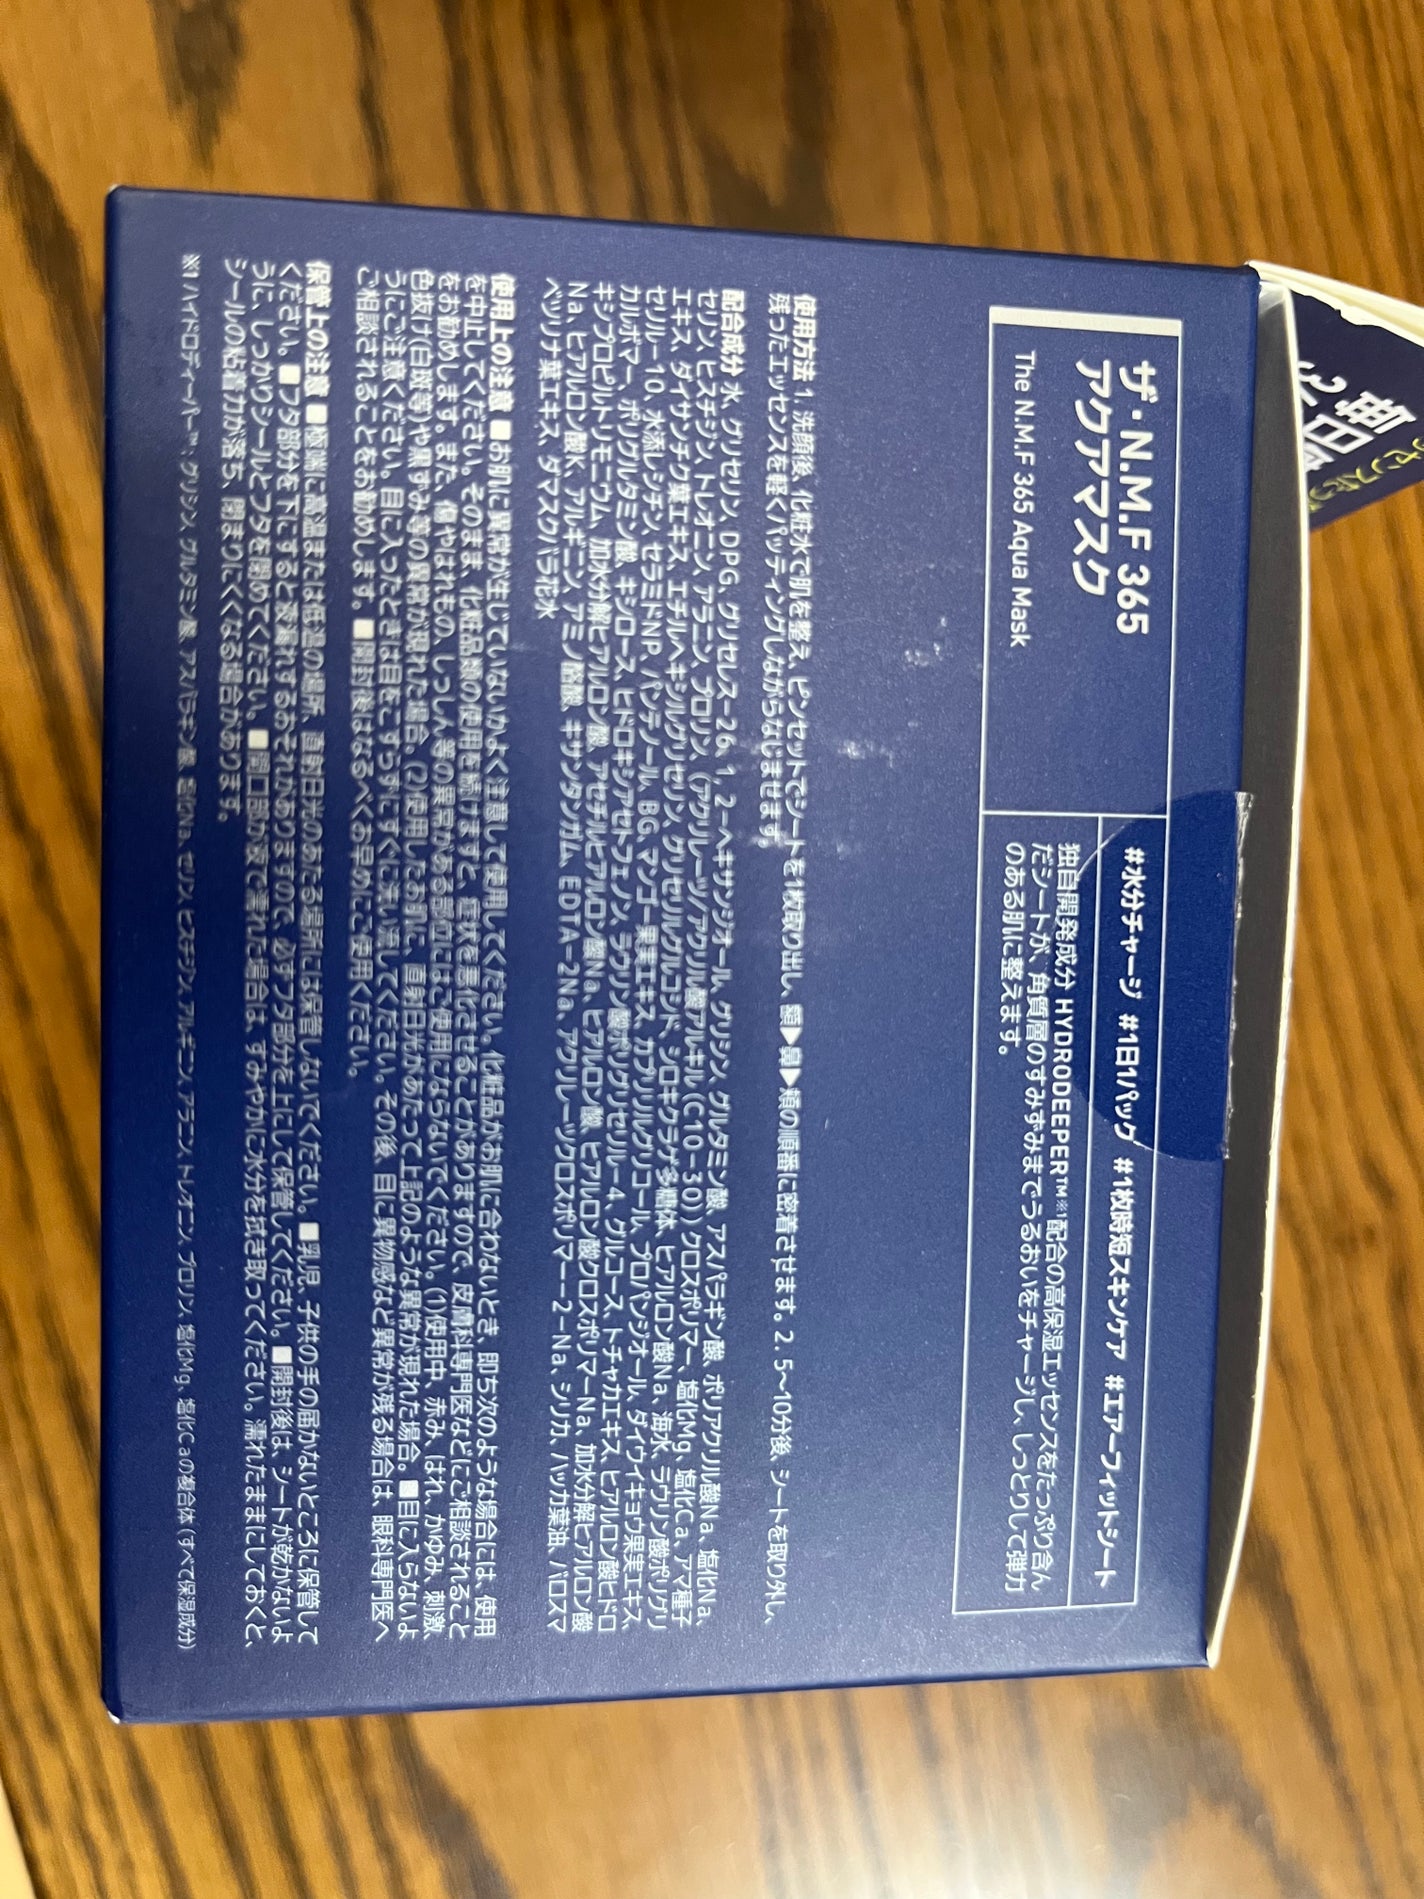 ザ・N.M.F 365
アクアマスク
The N.M.F 365 Aqua Mask
#水分チャージ #1日1パック #1枚時短スキンケア #エアーフィットシート
独自開発成分 HYDRODEEPER™※1配合の高保湿エッセンスをたっぷり含ん
だシートが、角質層のすみずみまでうるおいをチャージし、しっとりして弾力
のある肌に整えます。
使用方法 1. 洗顔後、化粧水で肌を整え、ピンセットでシートを1枚取り出し、額▶鼻▶頬の順番に密着させます。2. 5〜10分後、シートを取り外し、
残ったエッセンスを軽くパッティングしながらなじませます。
配合成分 水、グリセリン、DPG、グリセレス-26、1,2-ヘキサンジオール、グリシン、グルタミン酸、アスパラギン酸、ポリアクリル酸Na、塩化Na、
セリン、ヒスチジン、トレオニン、アラニン、プロリン、(アクリレーツ/アクリル酸アルキル(C10-30))クロスポリマー、塩化Mg、塩化Ca、アマ種子
エキス、ダイサンチク葉エキス、エチルヘキシルグリセリン、グリセリルグルコシド、シロキクラゲ多糖体、ヒアルロン酸Na、海水、ラウリン酸ポリグリ
セリル-10、水添レシチン、セラミドNP、パンテノール、BG、マンゴー果実エキス、カプリリルグリコール、プロパンジオール、ダイウイキョウ果実エキス、
カルボマー、ポリグルタミン酸、キシロース、ヒドロキシアセトフェノン、ラウリン酸ポリグリセリル-4、グルコース、トチャカエキス、ヒアルロン酸ヒドロ
キシプロピルトリモニウム、加水分解ヒアルロン酸、アセチルヒアルロン酸Na、ヒアルロン酸、ヒアルロン酸クロスポリマーNa、加水分解ヒアルロン酸
Na、ヒアルロン酸K、アルギニン、アミノ酪酸、キサンタンガム、EDTA-2Na、アクリレーツクロスポリマー-2-Na、シリカ、ハッカ葉油、バロスマ
ベツリナ葉エキス、ダマスクバラ花水
使用上の注意 ■お肌に異常が生じていないかよく注意して使用してください。化粧品がお肌に合わないとき、即ち次のような場合には、使用
を中止してください。そのまま、化粧品類の使用を続けますと、症状を悪化させることがありますので、皮膚科専門医などにご相談されること
をお勧めします。また、傷やはれもの、しっしん等の異常がある部位にはご使用にならないでください。(1)使用中、赤み、はれ、かゆみ、刺激、
色抜け(白斑等)や黒ずみ等の異常が現れた場合。(2)使用したお肌に、直射日光があたって上記のような異常が現れた場合。■目に入らないよ
うにご注意ください。目に入ったときは目をこすらずにすぐに洗い流してください。その後、目に異物感など異常が残る場合は、眼科専門医へ
ご相談されることをお勧めします。■開封後はなるべくお早めにご使用ください。
保管上の注意 ■極端に高温または低温の場所、直射日光のあたる場所には保管しないでください。■乳児、子供の手の届かないところに保管して
ください。■フタ部分を下にすると液漏れするおそれがありますので、必ずフタ部分を上にして保管してください。■開封後は、シートが乾かないよ
うに、しっかりシールとフタを閉めてください。■開口部が液で濡れた場合は、すみやかに水分を拭き取ってください。濡れたままにしておくと、
シールの粘着力が落ち、閉まりにくくなる場合があります。
※1 ハイドロディーパー™：グリシン、グルタミン酸、アスパラギン酸、塩化Na、セリン、ヒスチジン、アルギニン、アラニン、トレオニン、プロリン、塩化Mg、塩化Caの複合体 (すべて保湿成分)
毎日